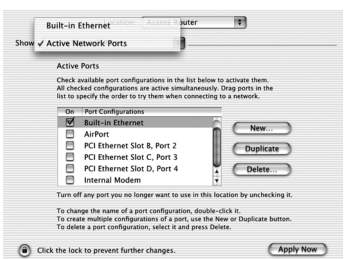 Location: Asanté Router
Built-in Ethernet
Show ✓ Active Network Ports
Active Ports
Check available port configurations in the list below to activate them.
All checked configurations are active simultaneously. Drag ports in the
list to specify the order to try them when connecting to a network.
On Port Configurations
Built-in Ethernet
AirPort
PCI Ethernet Slot B, Port 2
PCI Ethernet Slot C, Port 3
PCI Ethernet Slot D, Port 4
Internal Modem
New...
Duplicate
Delete...
Turn off any port you no longer want to use in this location by unchecking it.
To change the name of a port configuration, double-click it.
To create multiple configurations of a port, use the New or Duplicate button.
To delete a port configuration, select it and press Delete.
Click the lock to prevent further changes.
Apply Now